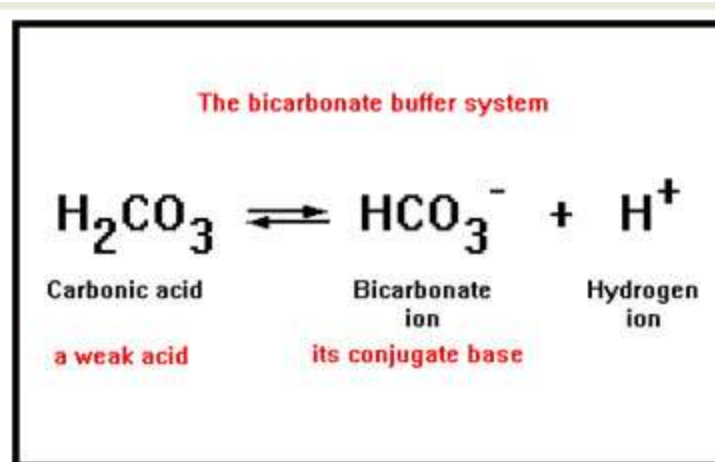 The bicarbonate buffer system
H₂CO₃ ⇌ HCO₃⁻ + H⁺
Carbonic acid Bicarbonate ion Hydrogen ion
a weak acid its conjugate base